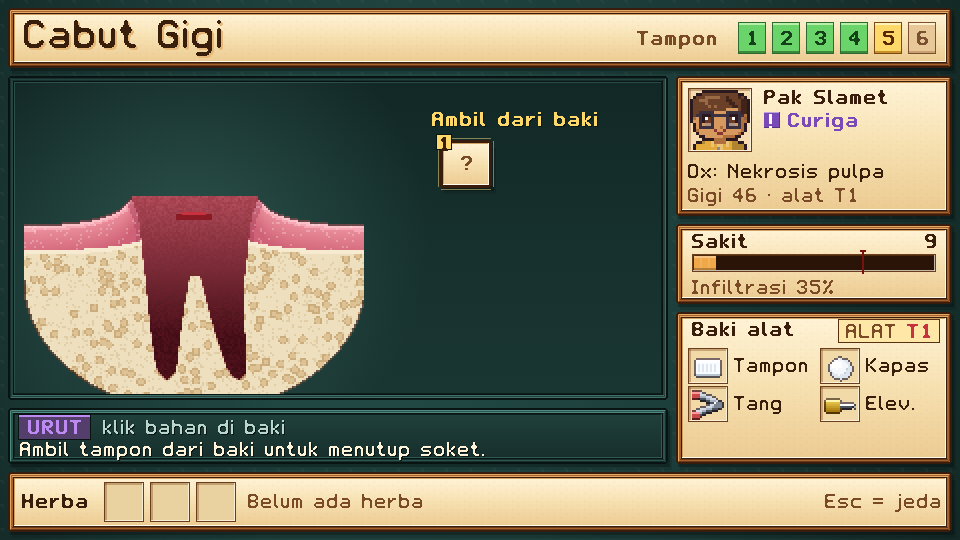 Cabut Gigi
Tampon 1 2 3 4 5 6
Ambil dari baki
1
?
Pak Slamet
! Curiga
Dx: Nekrosis pulpa
Gigi 46 · alat T1
Sakit 9
Infiltrasi 35%
Baki alat ALAT T1
Tampon Kapas
Tang Elev.
URUT klik bahan di baki
Ambil tampon dari baki untuk menutup soket.
Herba Belum ada herba Esc = jeda